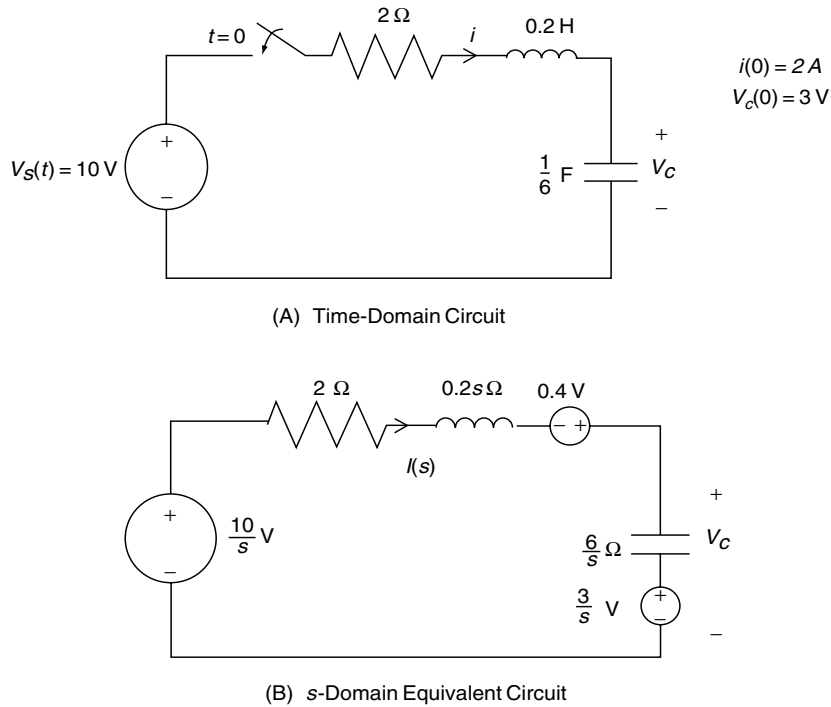 t=0
2 Ω
i
0.2 H
i(0) = 2 A
V_c(0) = 3 V
V_S(t) = 10 V
+
−
1/6 F
+
V_C
−
(A) Time-Domain Circuit
2 Ω
0.2s Ω
0.4 V
− +
I(s)
10/s V
+
−
6/s Ω
+
V_C
3/s V
+
−
−
(B) s-Domain Equivalent Circuit